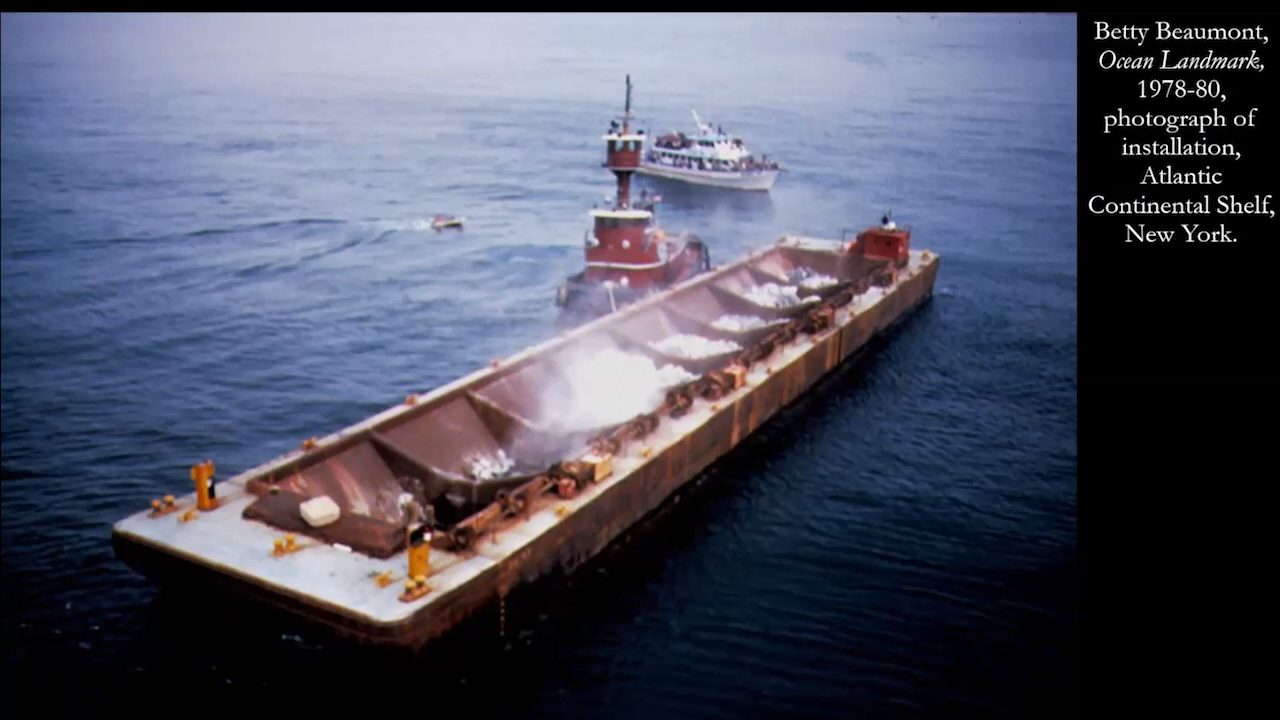 Betty Beaumont,
Ocean Landmark,
1978-80,
photograph of
installation,
Atlantic
Continental Shelf,
New York.